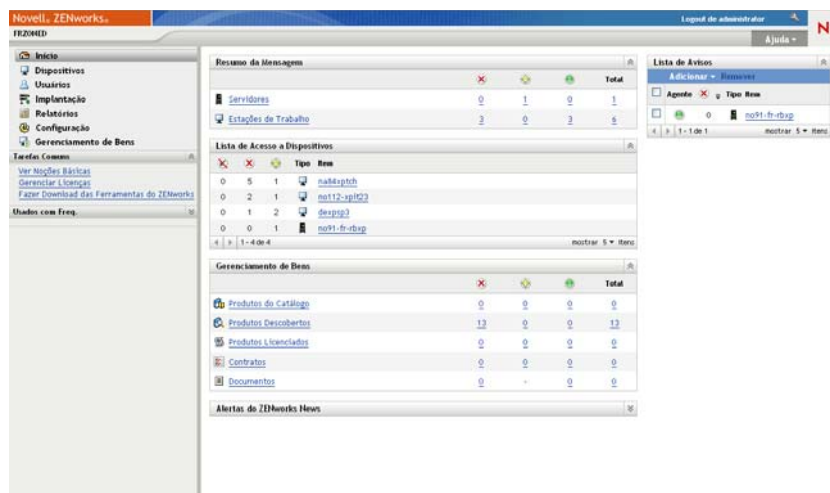 Novell® ZENworks®
Logout de administrator
FRZONED
Ajuda
N
Início
Dispositivos
Usuários
Implantação
Relatórios
Configuração
Gerenciamento de Bens
Tarefas Comuns
Ver Noções Básicas
Gerenciar Licenças
Fazer Download das Ferramentas do ZENworks
Usados com Freq.
Resumo da Mensagem
Total
Servidores 0 1 0 1
Estações de Trabalho 3 0 3 6
Lista de Acesso a Dispositivos
Tipo Item
0 5 1 na84xptch
0 2 1 no112-xplf23
0 1 2 dexpsp3
0 0 1 no91-fr-rbxp
1 - 4 de 4 mostrar 5 itens
Gerenciamento de Bens
Total
Produtos do Catálogo 0 0 0 0
Produtos Descobertos 13 0 0 13
Produtos Licenciados 0 0 0 0
Contratos 0 0 0 0
Documentos 0 - 0 0
Alertas do ZENworks News
Lista de Avisos
Adicionar Remover
Agente Tipo Item
0 no91-fr-rbxp
1 - 1 de 1 mostrar 5 itens